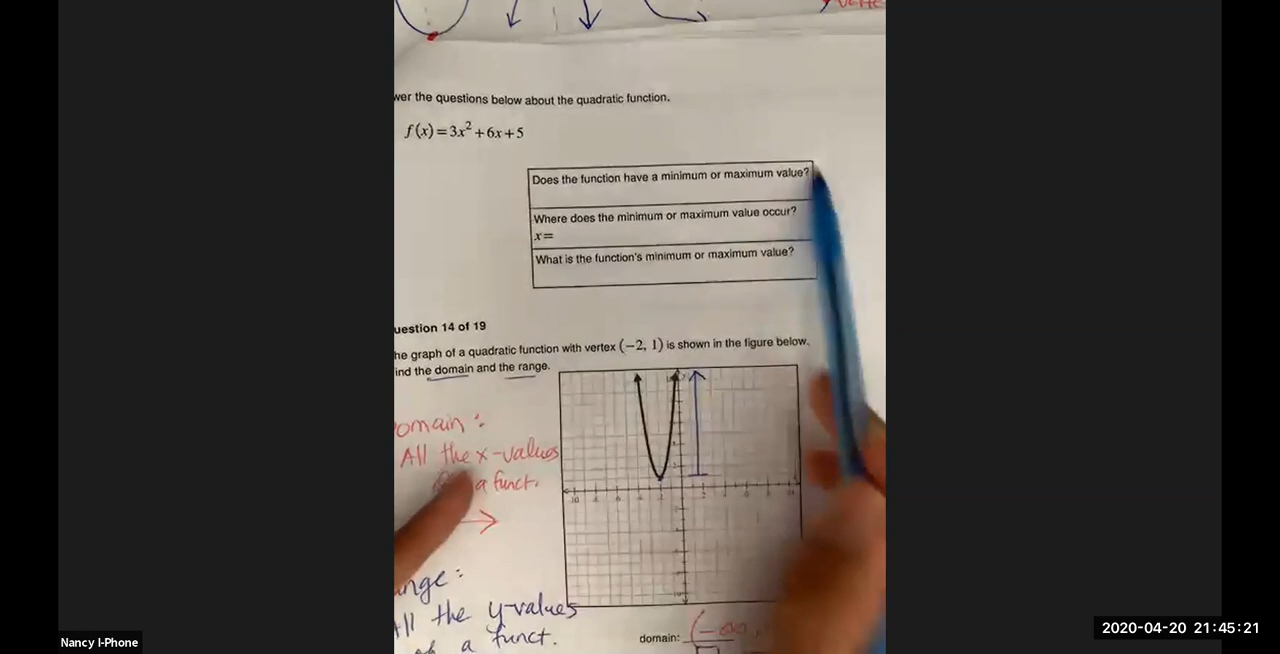 wer the questions below about the quadratic function.
f(x)=3x²+6x+5
Does the function have a minimum or maximum value?
Where does the minimum or maximum value occur?
x=
What is the function's minimum or maximum value?
uestion 14 of 19
he graph of a quadratic function with vertex (−2, 1) is shown in the figure below.
ind the domain and the range.
omain:
All the x-values
a funct.
ange:
All the y-values
of a funct.
domain: (-∞,
Nancy I-Phone
2020-04-20 21:45:21